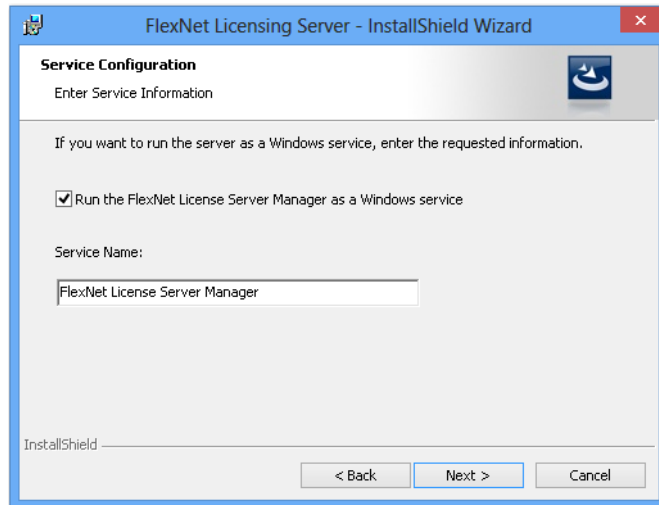 FlexNet Licensing Server - InstallShield Wizard
Service Configuration
Enter Service Information
If you want to run the server as a Windows service, enter the requested information.
Run the FlexNet License Server Manager as a Windows service
Service Name:
FlexNet License Server Manager
InstallShield
< Back Next > Cancel